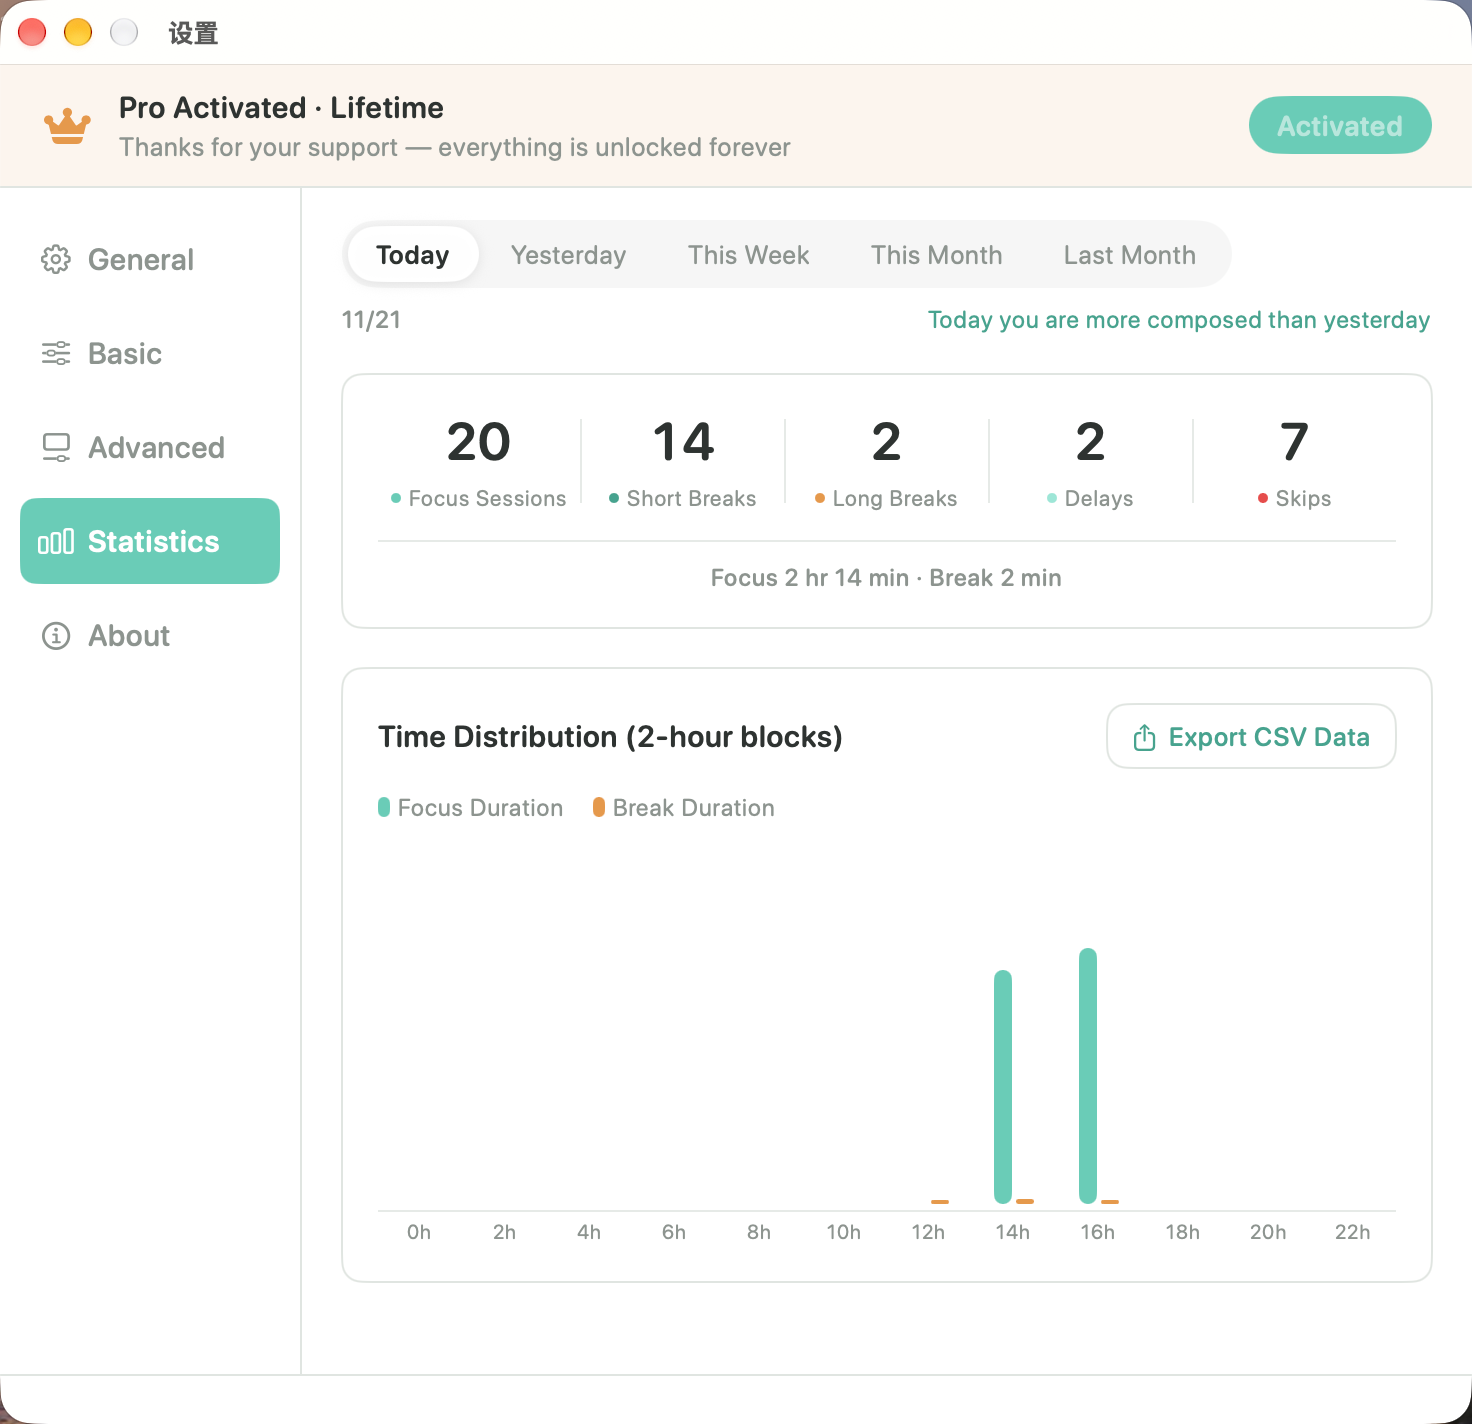 设置
Pro Activated · Lifetime
Thanks for your support — everything is unlocked forever
Activated
General
Basic
Advanced
Statistics
About
Today Yesterday This Week This Month Last Month
11/21
Today you are more composed than yesterday
20 14 2 2 7
Focus Sessions Short Breaks Long Breaks Delays Skips
Focus 2 hr 14 min · Break 2 min
Time Distribution (2-hour blocks)
Export CSV Data
Focus Duration Break Duration
0h 2h 4h 6h 8h 10h 12h 14h 16h 18h 20h 22h